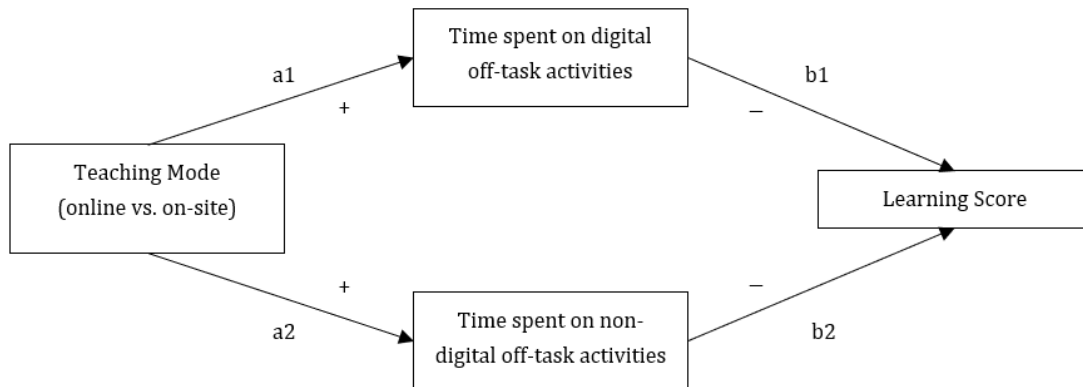 Time spent on digital
off-task activities
a1
b1
+
–
Teaching Mode
(online vs. on-site)
Learning Score
+
–
a2
b2
Time spent on non-
digital off-task activities